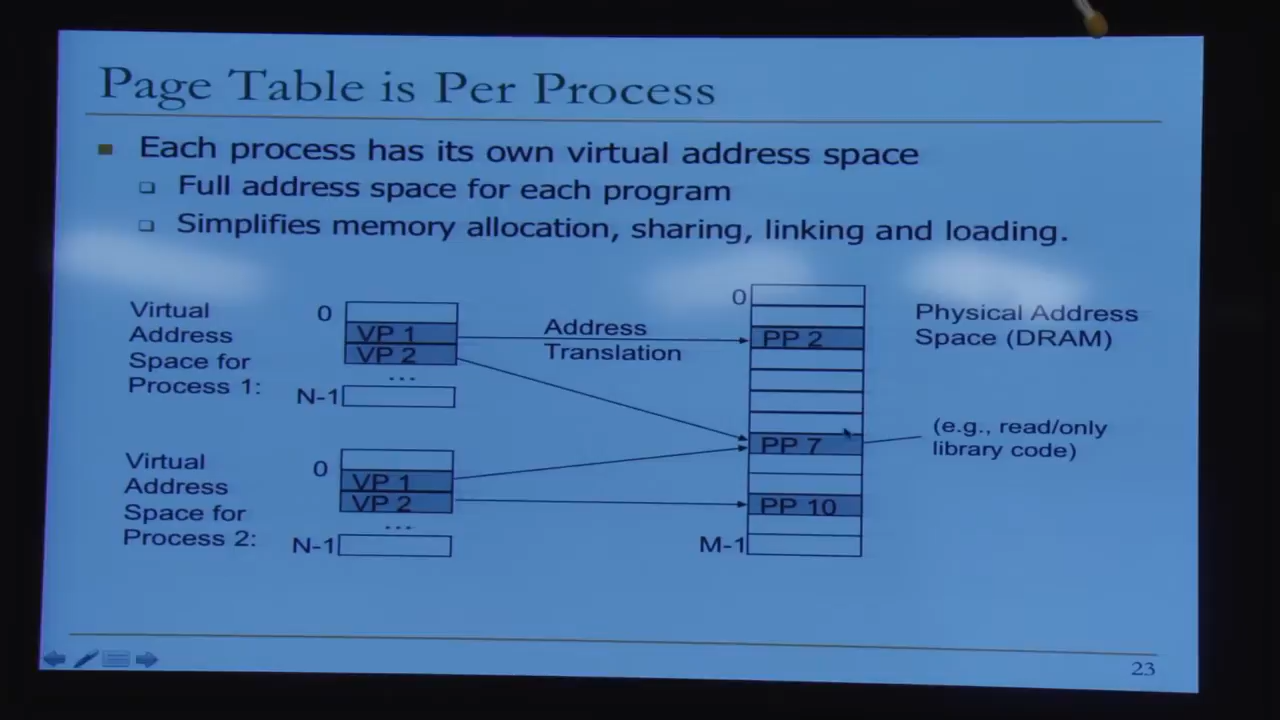 Page Table is Per Process
Each process has its own virtual address space
Full address space for each program
Simplifies memory allocation, sharing, linking and loading.
Virtual
Address
Space for
Process 1:
0
VP 1
VP 2
...
N-1
Address
Translation
0
PP 2
PP 7
PP 10
M-1
Physical Address
Space (DRAM)
(e.g., read/only
library code)
Virtual
Address
Space for
Process 2:
0
VP 1
VP 2
...
N-1
23